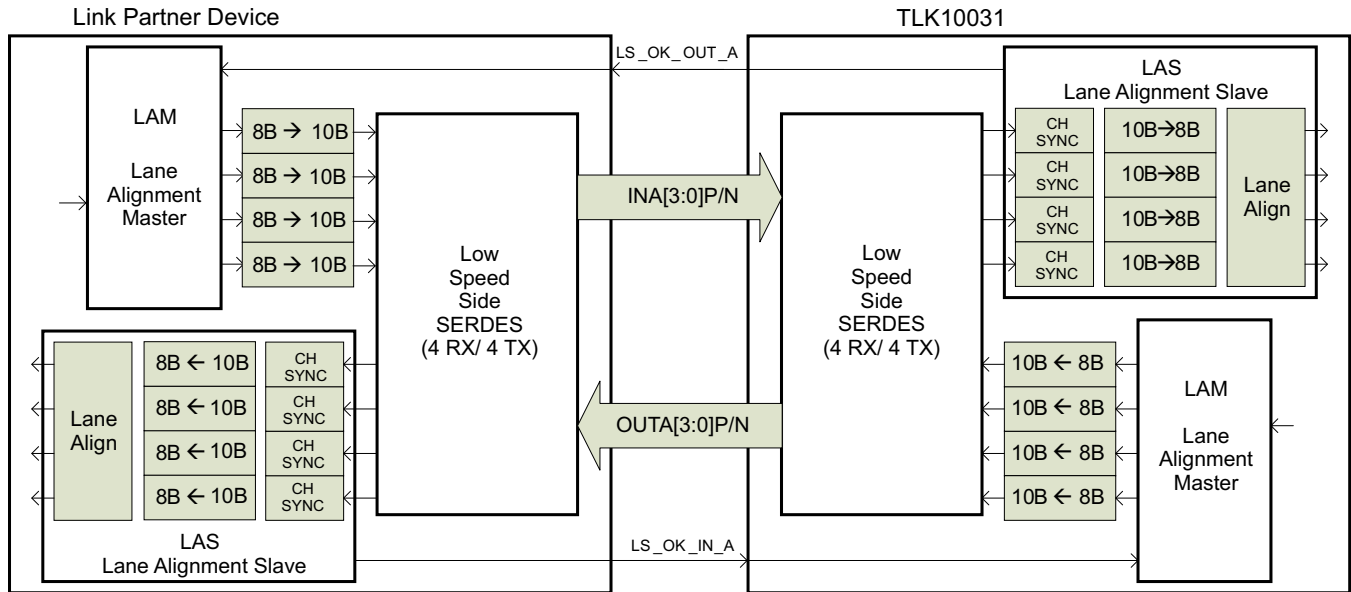 Link Partner Device
TLK10031
LS_OK_OUT_A
LAM
Lane
Alignment
Master
8B → 10B
8B → 10B
8B → 10B
8B → 10B
Low
Speed
Side
SERDES
(4 RX/ 4 TX)
INA[3:0]P/N
Low
Speed
Side
SERDES
(4 RX/ 4 TX)
LAS
Lane Alignment Slave
CH
SYNC
CH
SYNC
CH
SYNC
CH
SYNC
10B→8B
10B→8B
10B→8B
10B→8B
Lane
Align
Lane
Align
8B ← 10B
8B ← 10B
8B ← 10B
8B ← 10B
CH
SYNC
CH
SYNC
CH
SYNC
CH
SYNC
LAS
Lane Alignment Slave
OUTA[3:0]P/N
10B ← 8B
10B ← 8B
10B ← 8B
10B ← 8B
LAM
Lane
Alignment
Master
LS_OK_IN_A